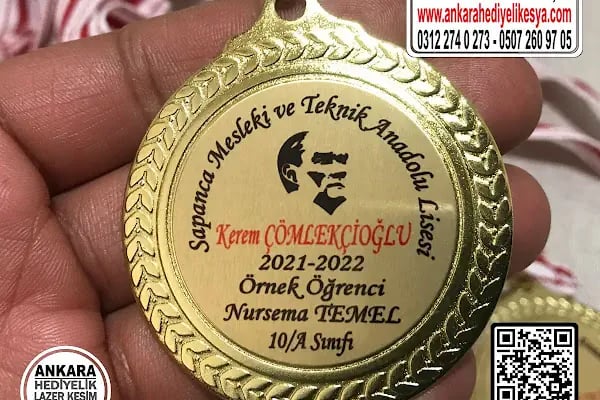 www.ankarahediyelikesya.com
0312 274 0 273 - 0507 260 97 05
Sapanca Mesleki ve Teknik Anadolu Lisesi
Kerem ÇÖMLEKÇİOĞLU
2021-2022
Örnek Öğrenci
Nursema TEMEL
10/A Sınıfı
ANKARA
HEDİYELİK
LAZER KESİM